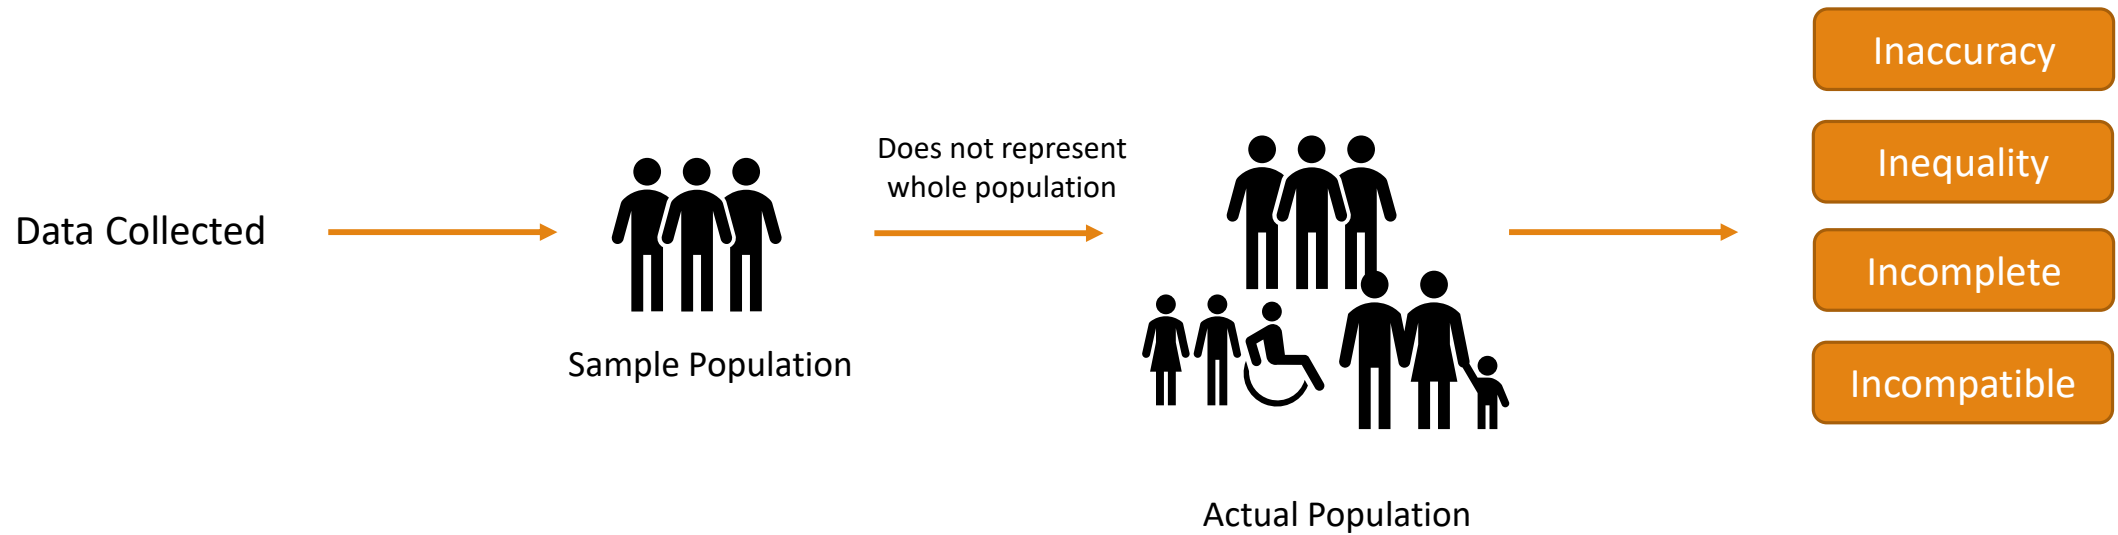 Data Collected
Sample Population
Does not represent
whole population
Actual Population
Inaccuracy
Inequality
Incomplete
Incompatible